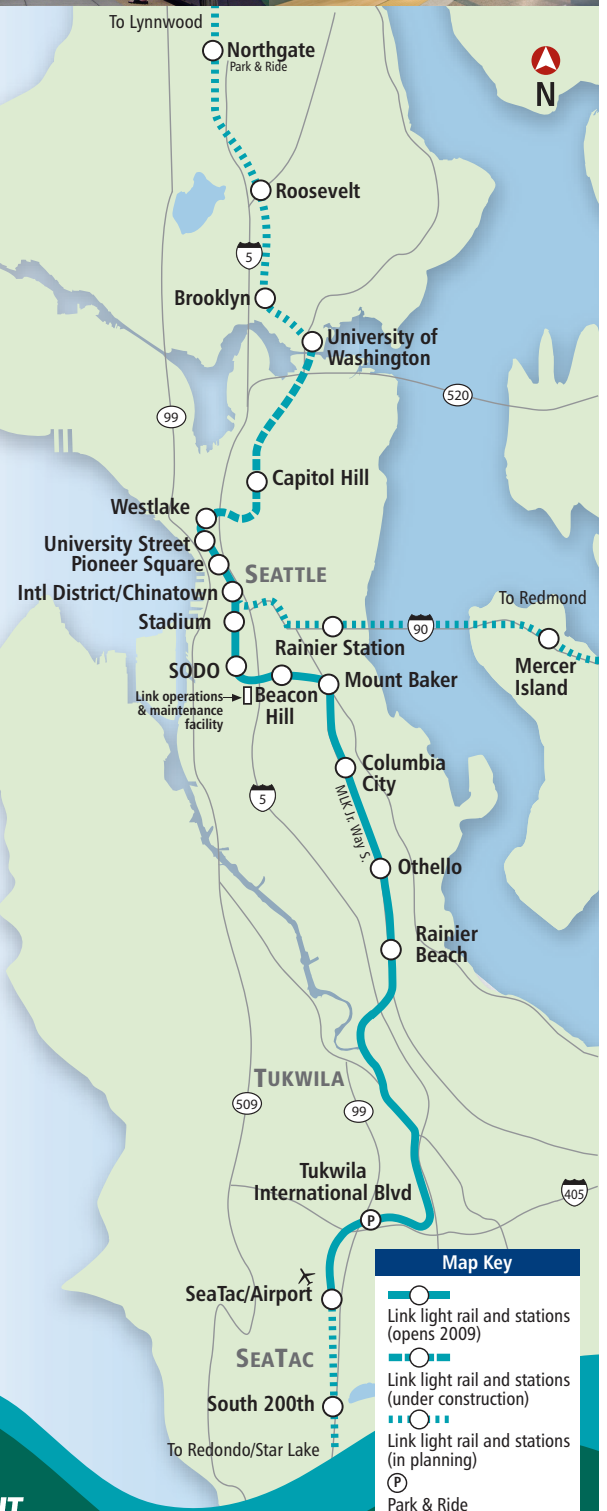 To Lynnwood
Northgate
Park & Ride
N
Roosevelt
5
Brooklyn
University of
Washington
520
99
Capitol Hill
Westlake
University Street
Pioneer Square
SEATTLE
Intl District/Chinatown
To Redmond
Stadium
90
Rainier Station
Mercer
Island
SODO
Mount Baker
Link operations
& maintenance
facility
Beacon
Hill
Columbia
City
5
MLK Jr. Way S.
Othello
Rainier
Beach
TUKWILA
509
99
Tukwila
International Blvd
405
P
SeaTac/Airport
SEATAC
South 200th
To Redondo/Star Lake
Map Key
Link light rail and stations
(opens 2009)
Link light rail and stations
(under construction)
Link light rail and stations
(in planning)
P
Park & Ride